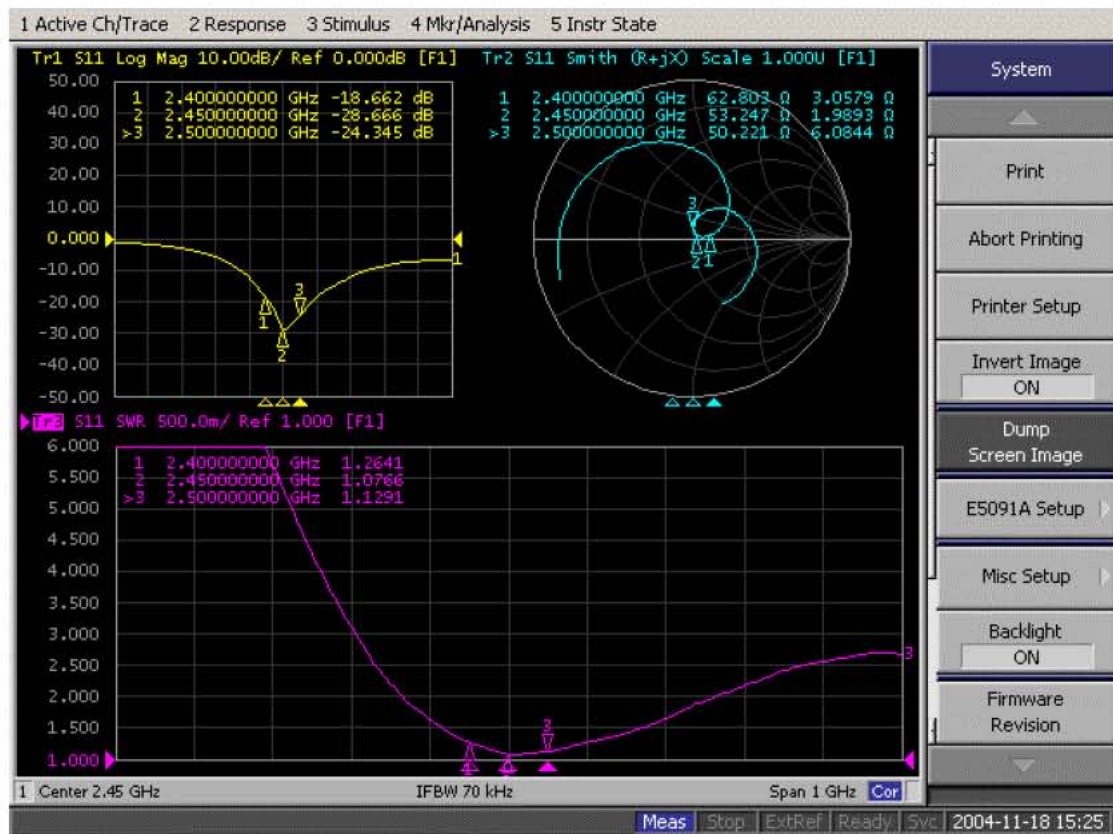 1 Active Ch/Trace 2 Response 3 Stimulus 4 Mkr/Analysis 5 Instr State
Tr1 S11 Log Mag 10.00dB/ Ref 0.000dB [F1]
50.00
40.00
30.00
20.00
10.00
0.000
-10.00
-20.00
-30.00
-40.00
-50.00
1 2.400000000 GHz -18.662 dB
2 2.450000000 GHz -28.666 dB
>3 2.500000000 GHz -24.345 dB
1
2
3
1
Tr2 S11 Smith (R+jX) Scale 1.000U [F1]
1 2.400000000 GHz 62.803 Ω 3.0579 Ω
2 2.450000000 GHz 53.247 Ω 1.9893 Ω
>3 2.500000000 GHz 50.221 Ω 6.0844 Ω
3
2 1
Tr3 S11 SWR 500.0m/ Ref 1.000 [F1]
6.000
5.500
5.000
4.500
4.000
3.500
3.000
2.500
2.000
1.500
1.000
1 2.400000000 GHz 1.2641
2 2.450000000 GHz 1.0766
>3 2.500000000 GHz 1.1291
3
3
1 Center 2.45 GHz IFBW 70 kHz Span 1 GHz Cor
System
Print
Abort Printing
Printer Setup
Invert Image
ON
Dump
Screen Image
E5091A Setup
Misc Setup
Backlight
ON
Firmware
Revision
Meas Stop ExtRef Ready Svc 2004-11-18 15:25